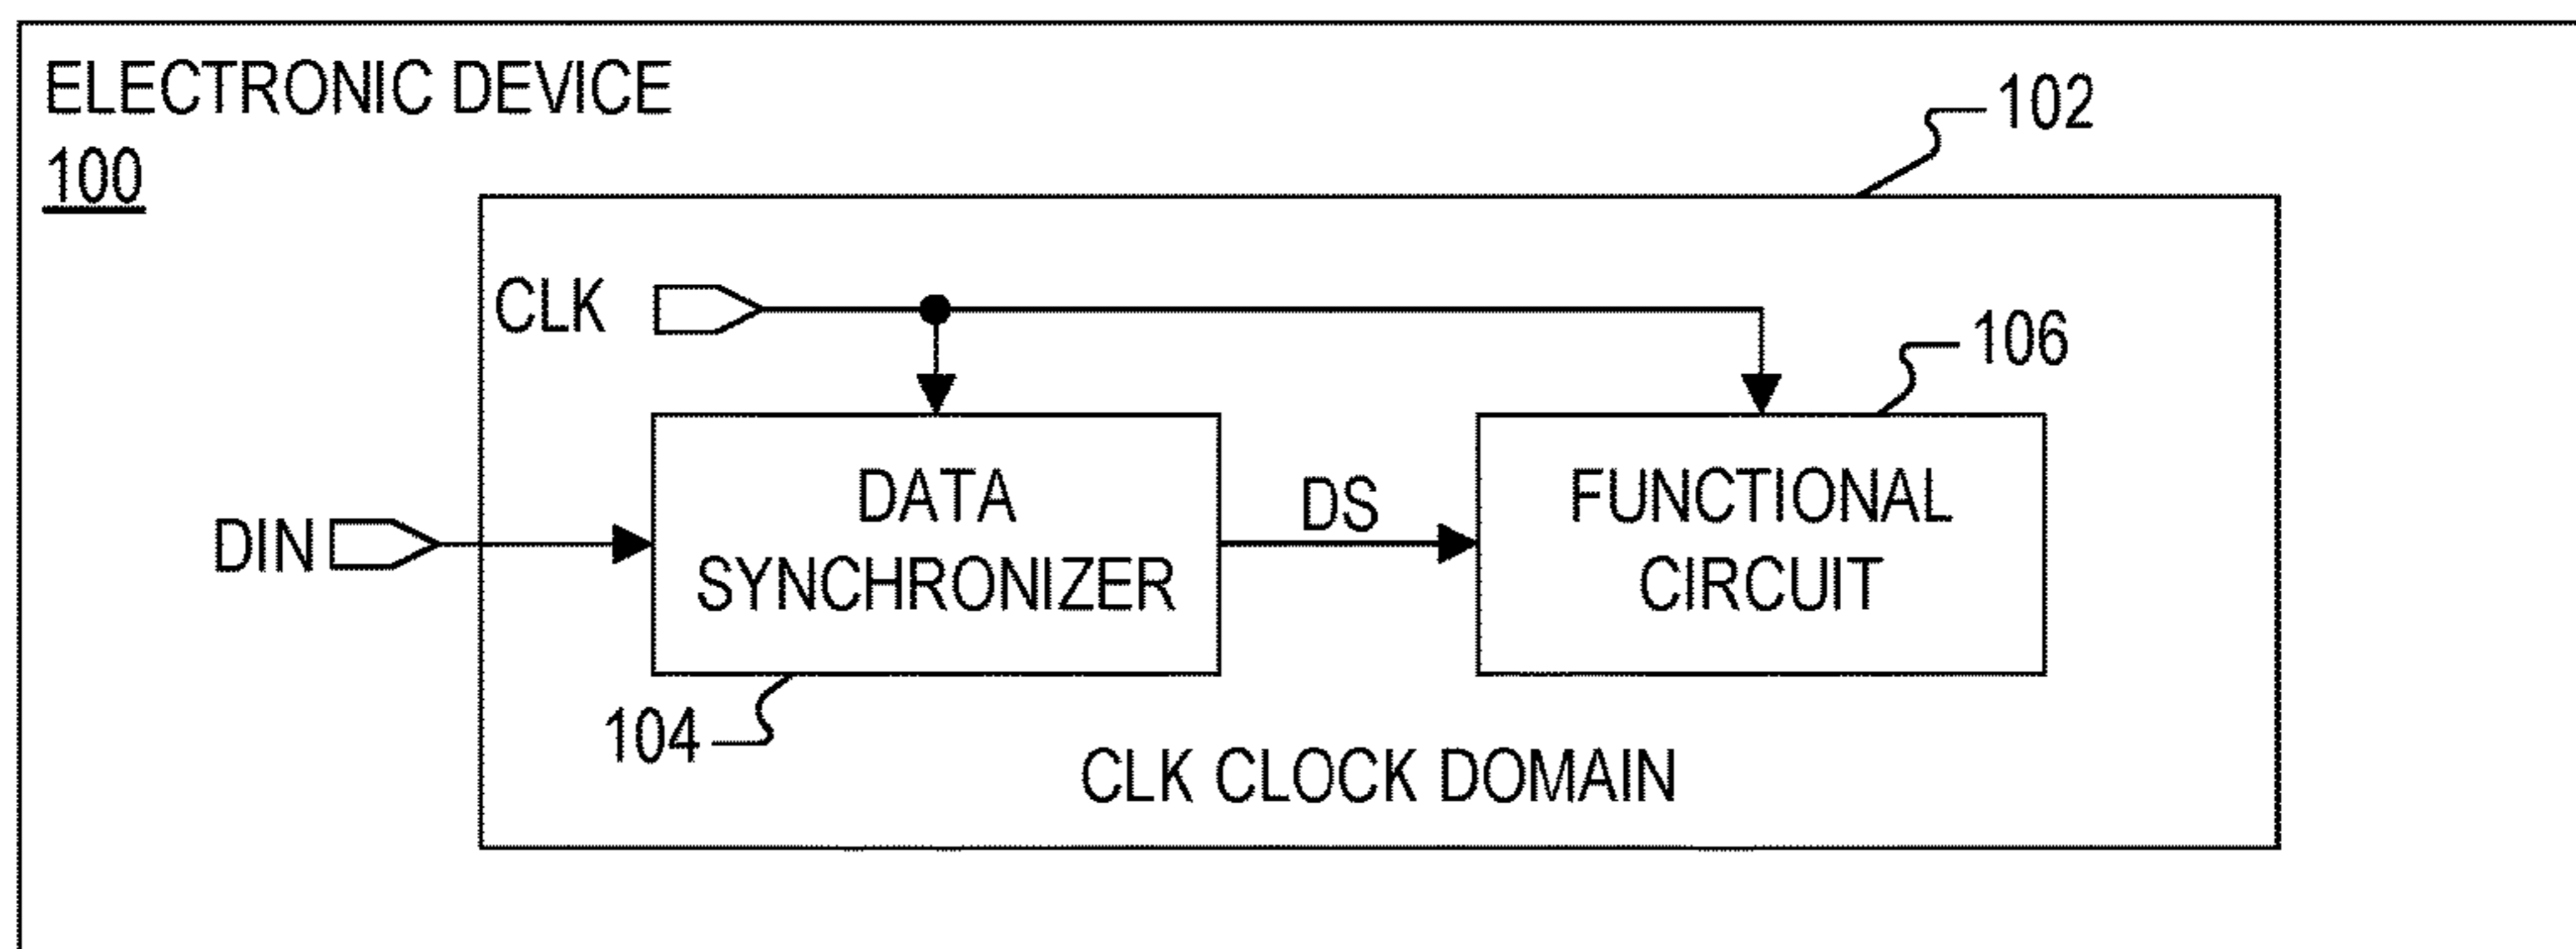 ELECTRONIC DEVICE
100
102
CLK
106
DIN
DATA
SYNCHRONIZER
DS
FUNCTIONAL
CIRCUIT
104
CLK CLOCK DOMAIN